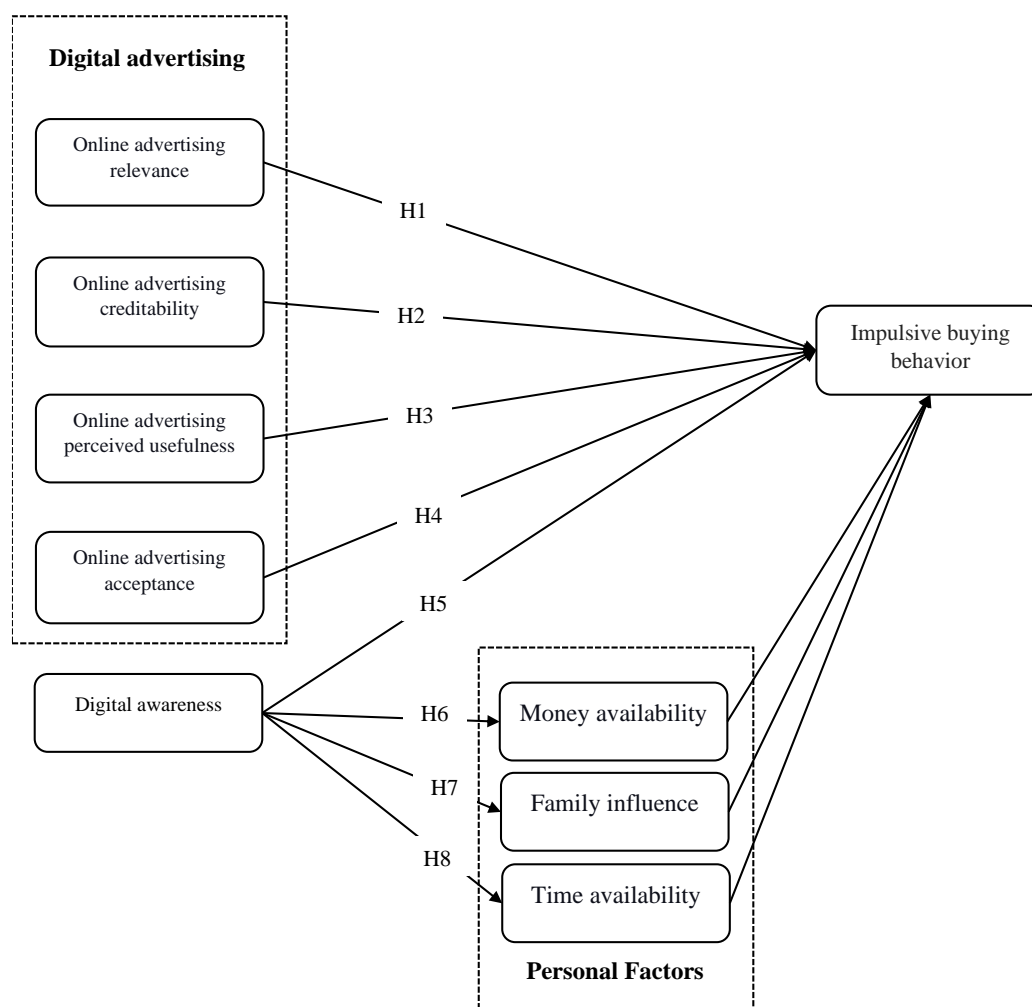 Digital advertising
Online advertising
relevance
H1
Online advertising
creditability
H2
Impulsive buying
behavior
Online advertising
perceived usefulness
H3
H4
Online advertising
acceptance
H5
Digital awareness
H6
Money availability
H7
Family influence
H8
Time availability
Personal Factors